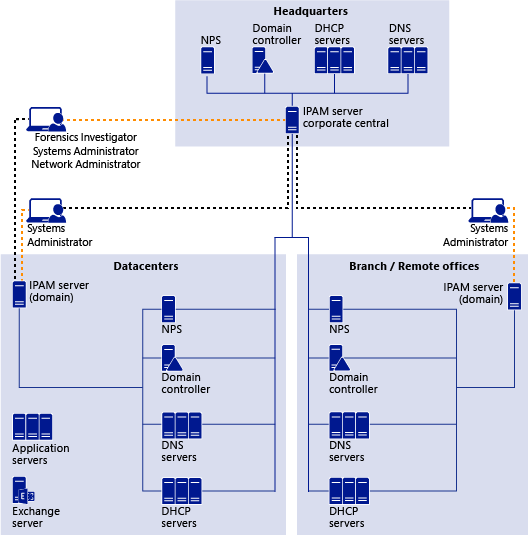 Headquarters
NPS
Domain
controller
DHCP
servers
DNS
servers
IPAM server
corporate central
Forensics Investigator
Systems Administrator
Network Administrator
Systems
Administrator
Systems
Administrator
Datacenters
IPAM server
(domain)
NPS
Domain
controller
DNS
servers
DHCP
servers
Application
servers
E
Exchange
server
Branch / Remote offices
IPAM server
(domain)
NPS
Domain
controller
DNS
servers
DHCP
servers